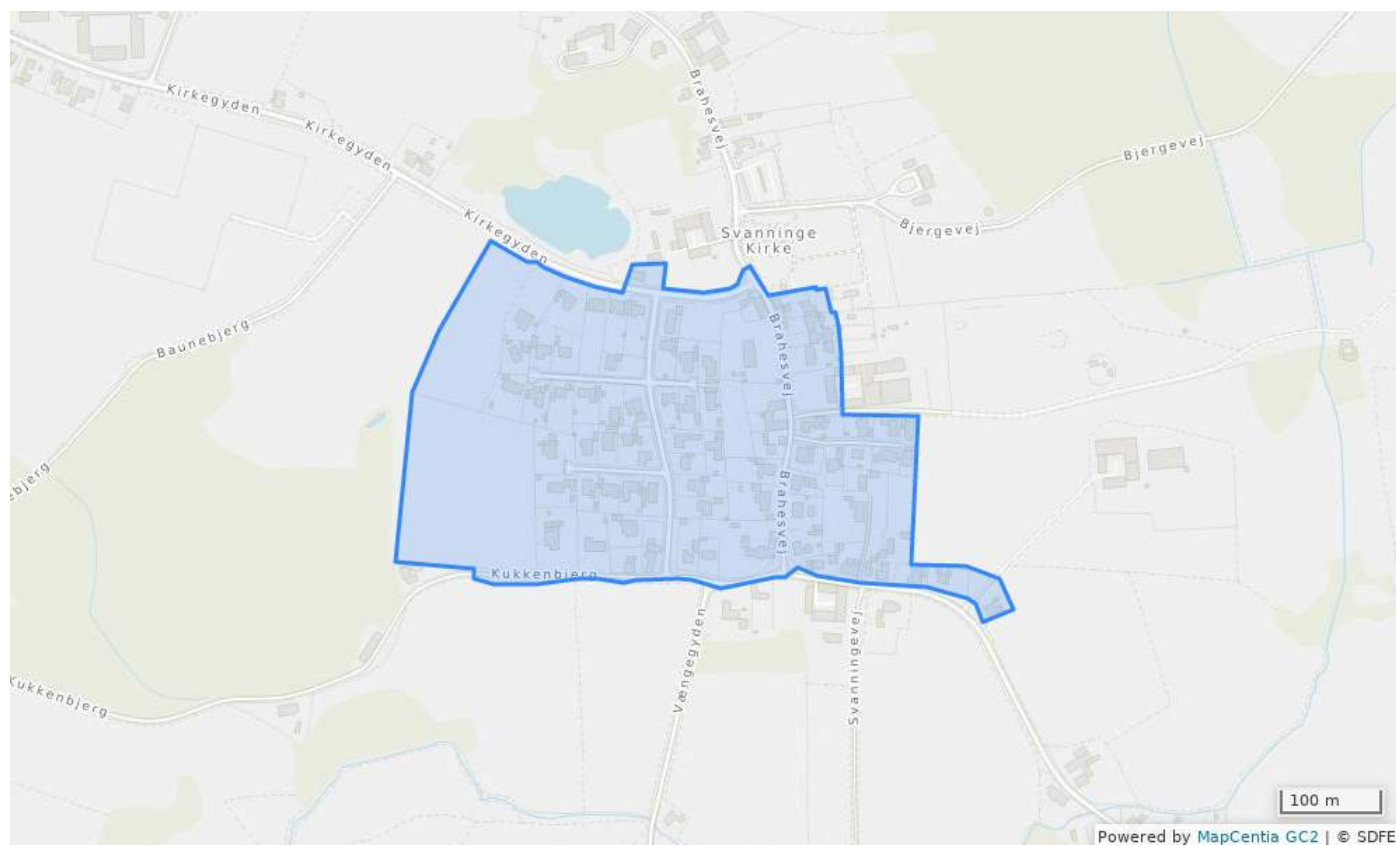 Kirkegyden
Kirkegyden
Brahesvej
Bjergevej
Kirkegyden
Svanninge
Kirke
Bjergevej
Baunebjerg
Brahesvej
ebjerg
Brahesvej
Kukkenbjerg
Vængegyden
Svanningevej
Kukkenbjerg
100 m
Powered by MapCentia GC2 | © SDFE